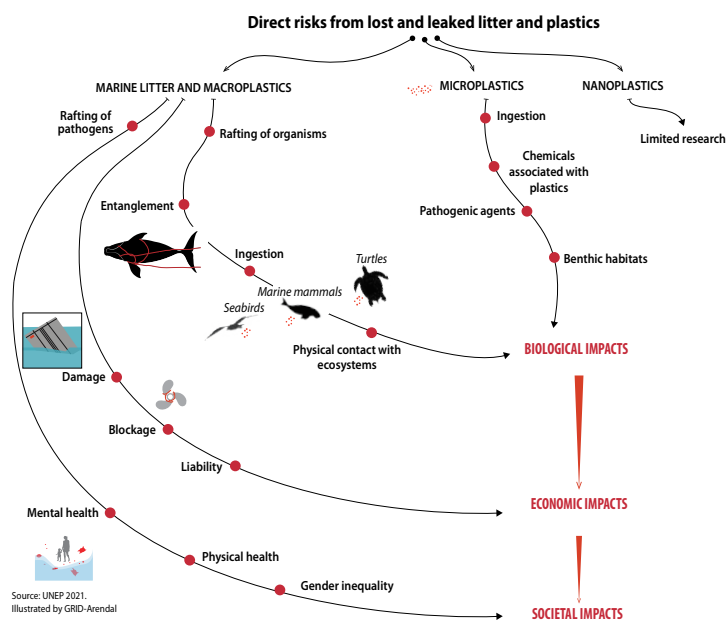 Direct risks from lost and leaked litter and plastics
MARINE LITTER AND MACROPLASTICS
MICROPLASTICS
NANOPLASTICS
Rafting of
pathogens
Rafting of organisms
Ingestion
Limited research
Chemicals
associated with
plastics
Entanglement
Pathogenic agents
Ingestion
Benthic habitats
Turtles
Marine mammals
Seabirds
Physical contact with
ecosystems
BIOLOGICAL IMPACTS
Damage
Blockage
Liability
ECONOMIC IMPACTS
Mental health
Physical health
Gender inequality
SOCIETAL IMPACTS
Source: UNEP 2021.
Illustrated by GRID-Arendal